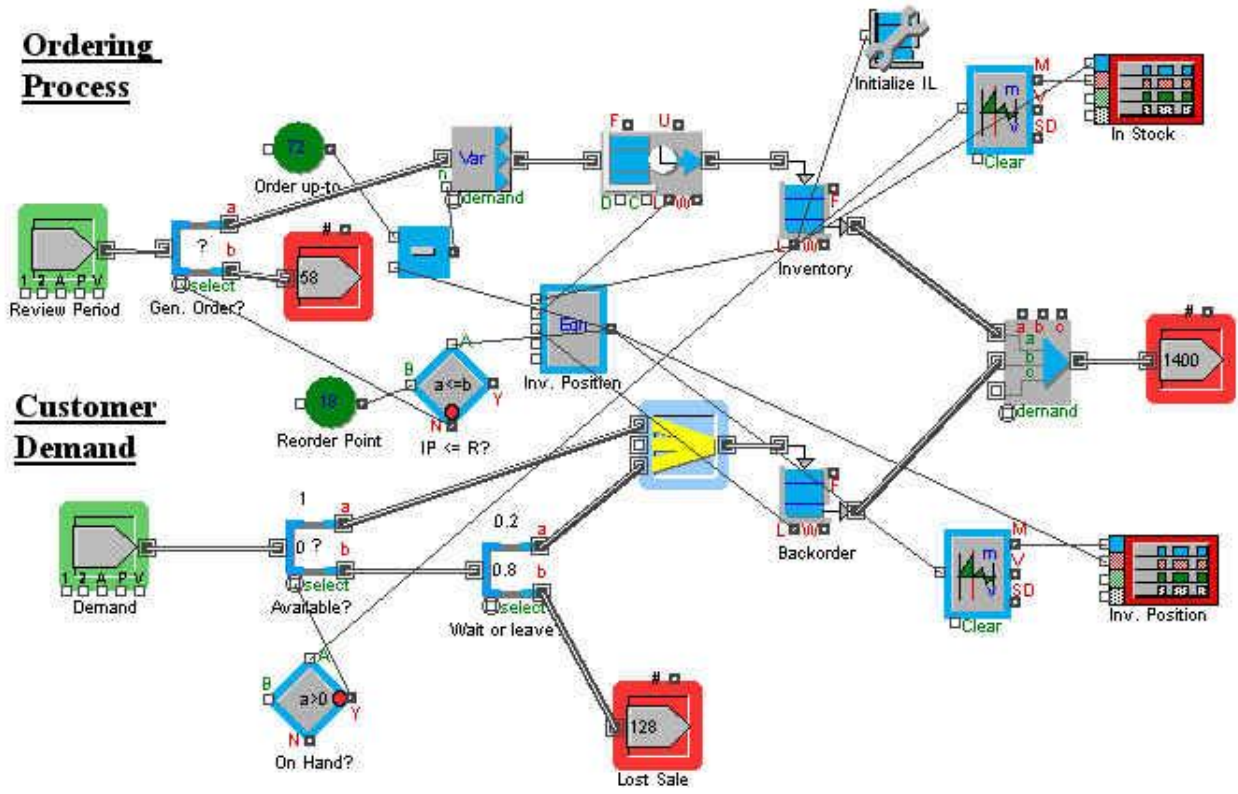 Ordering
Process
Initialize IL
M
V
SD
Clear
m
v
In Stock
72
Order up-to
Var
n
demand
F U
D C L W
F
L W
Inventory
a
b
?
select
Gen. Order?
1 2 A P V
Review Period
#
58
Eqn
Inv. Position
A
B
a<=b
Y
N
IP <= R?
18
Reorder Point
a b c
a
b
c
demand
#
1400
Customer
Demand
1 2 A P V
Demand
1
a
0 ?
b
select
Available?
0.2
a
0.8
b
select
Wait or leave
F
L W
Backorder
M
V
SD
Clear
m
v
Inv. Position
A
B
a>0
Y
N
On Hand?
#
128
Lost Sale